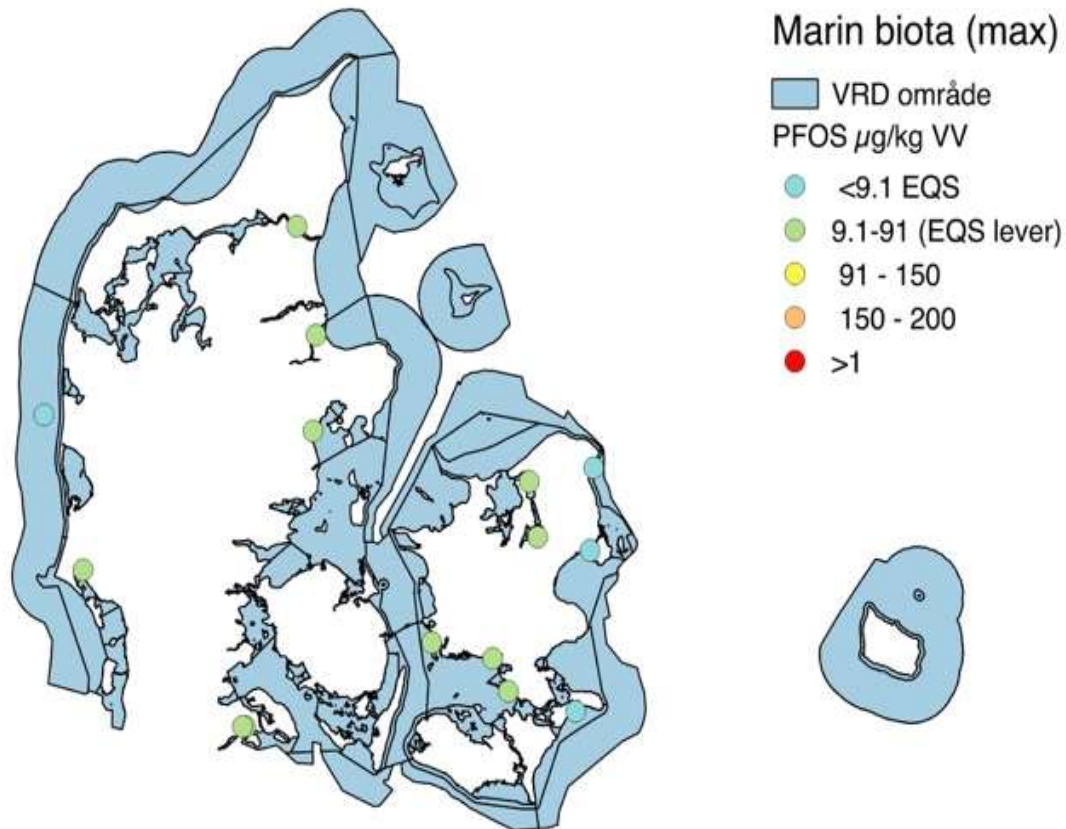 Marin biota (max)
VRD område
PFOS µg/kg VV
<9.1 EQS
9.1-91 (EQS lever)
91 - 150
150 - 200
>1